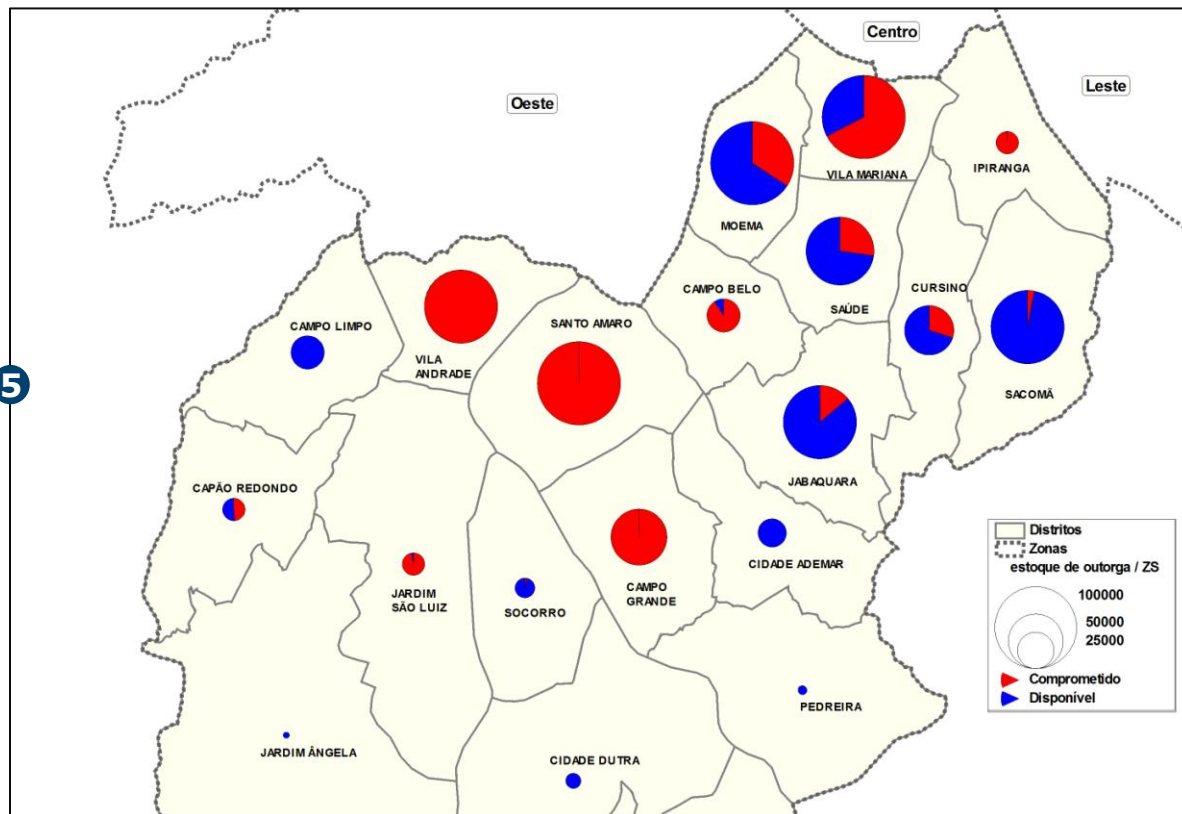 Centro
Oeste
Leste
IPIRANGA
VILA MARIANA
MOEMA
CAMPO BELO
CURSINO
SAÚDE
CAMPO LIMPO
SANTO AMARO
VILA
ANDRADE
SACOMÃ
5
JABAQUARA
CAPÃO REDONDO
CIDADE ADEMAR
JARDIM
SÃO LUIZ
SOCORRO
CAMPO
GRANDE
PEDREIRA
JARDIM ÂNGELA
CIDADE DUTRA
Distritos
Zonas
estoque de outorga / ZS
100000
50000
25000
Comprometido
Disponível